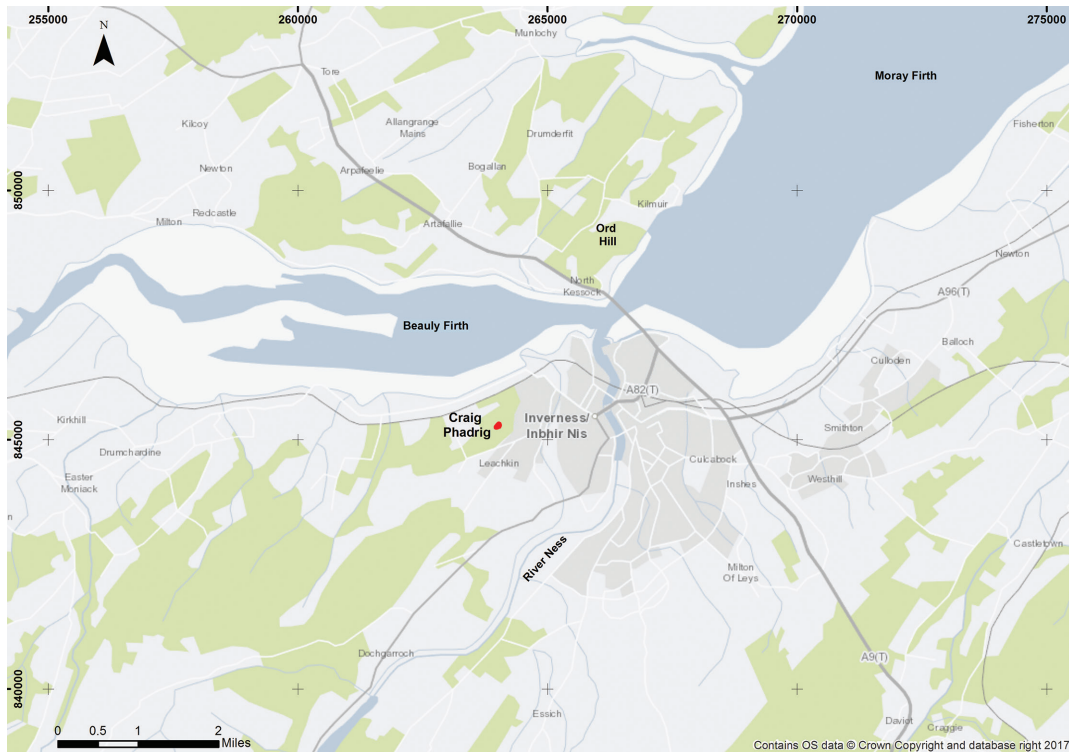 255000
260000
265000
270000
275000
N
Munlochy
Moray Firth
Tore
Kilcoy
Allangrange
Mains
Drumderfit
Fisherton
Newton
Arpafeelie
Bogallan
850000
Milton
Redcastle
Artafallie
Kilmuir
Ord
Hill
Newton
North
Kessock
A96(T)
Beauly Firth
Balloch
Culloden
A82(T)
Kirkhill
Craig
Phadrig
Inverness/
Inbhir Nis
845000
Smithton
Drumchardine
Leachkin
Culcabock
Easter
Moniack
Inshes
Westhill
n
Castletown
River Ness
Milton
Of Leys
Dochgarroch
A9(T)
840000
Essich
Daviot
Craggie
0 0.5 1 2
Miles
Contains OS data © Crown Copyright and database right 2017